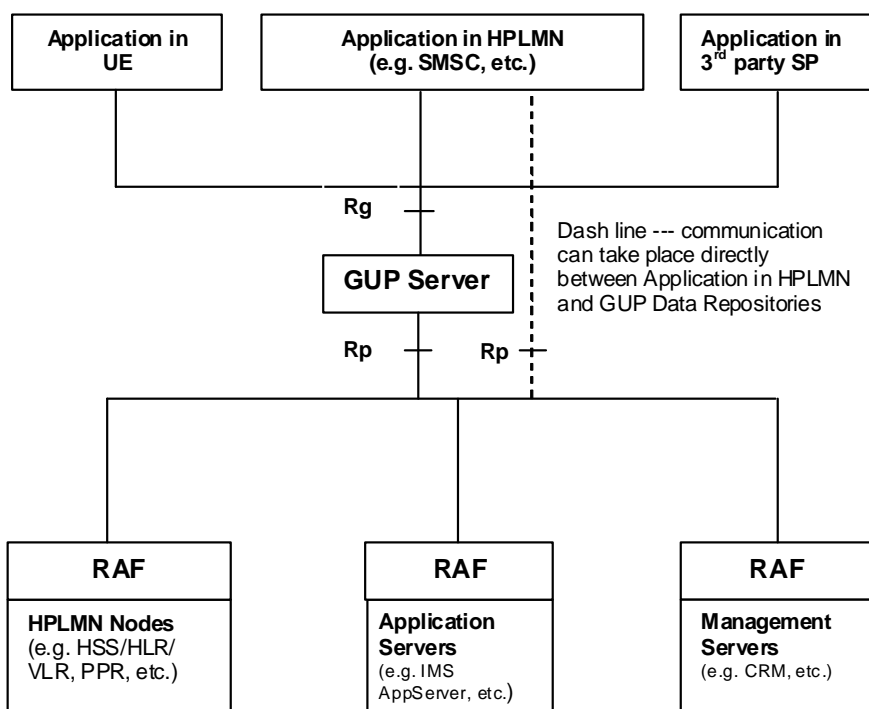 Application in
UE
Application in HPLMN
(e.g. SMSC, etc.)
Application in
3rd party SP
Rg
Dash line --- communication
can take place directly
between Application in HPLMN
and GUP Data Repositories
GUP Server
Rp
Rp
RAF
HPLMN Nodes
(e.g. HSS/HLR/
VLR, PPR, etc.)
RAF
Application
Servers
(e.g. IMS
AppServer, etc.)
RAF
Management
Servers
(e.g. CRM, etc.)